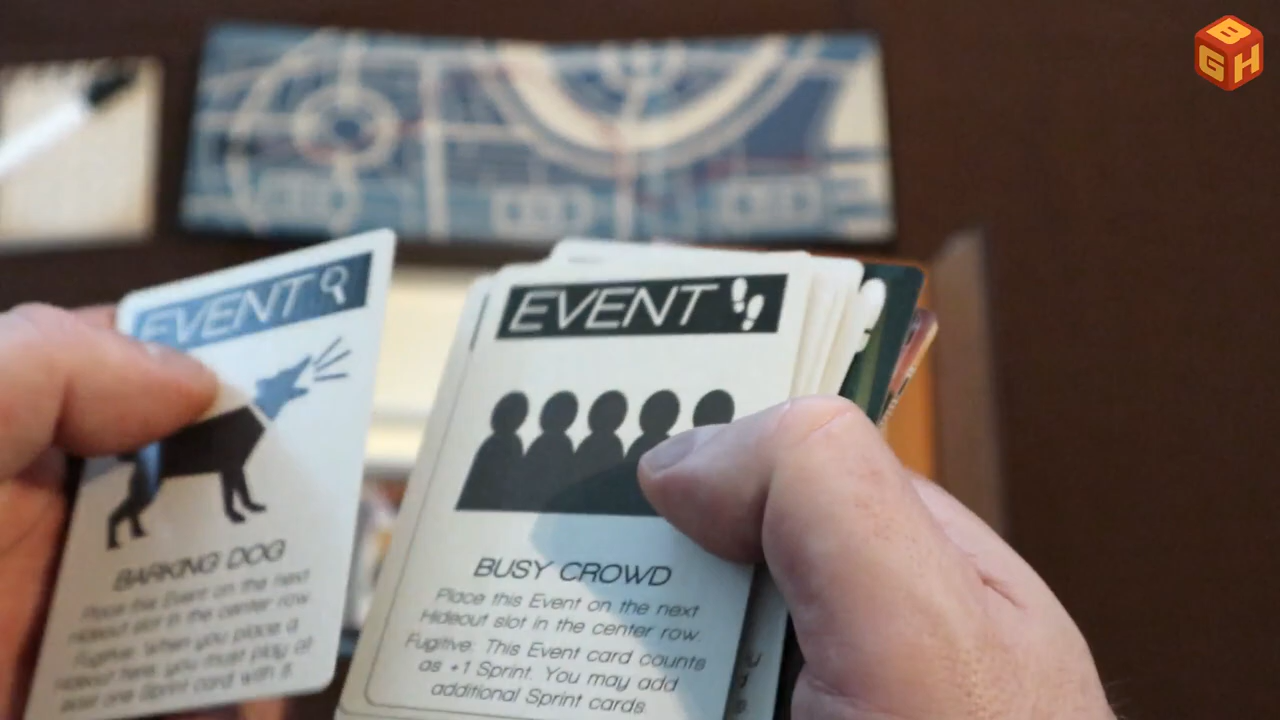 B
G H
EVENT
BARKING DOG
Place this Event on the next
Hideout slot in the center row.
Fugitive: When you place a
Hideout here, you must play at
least one Sprint card with it.
EVENT
BUSY CROWD
Place this Event on the next
Hideout slot in the center row.
Fugitive: This Event card counts
as +1 Sprint. You may add
additional Sprint cards.